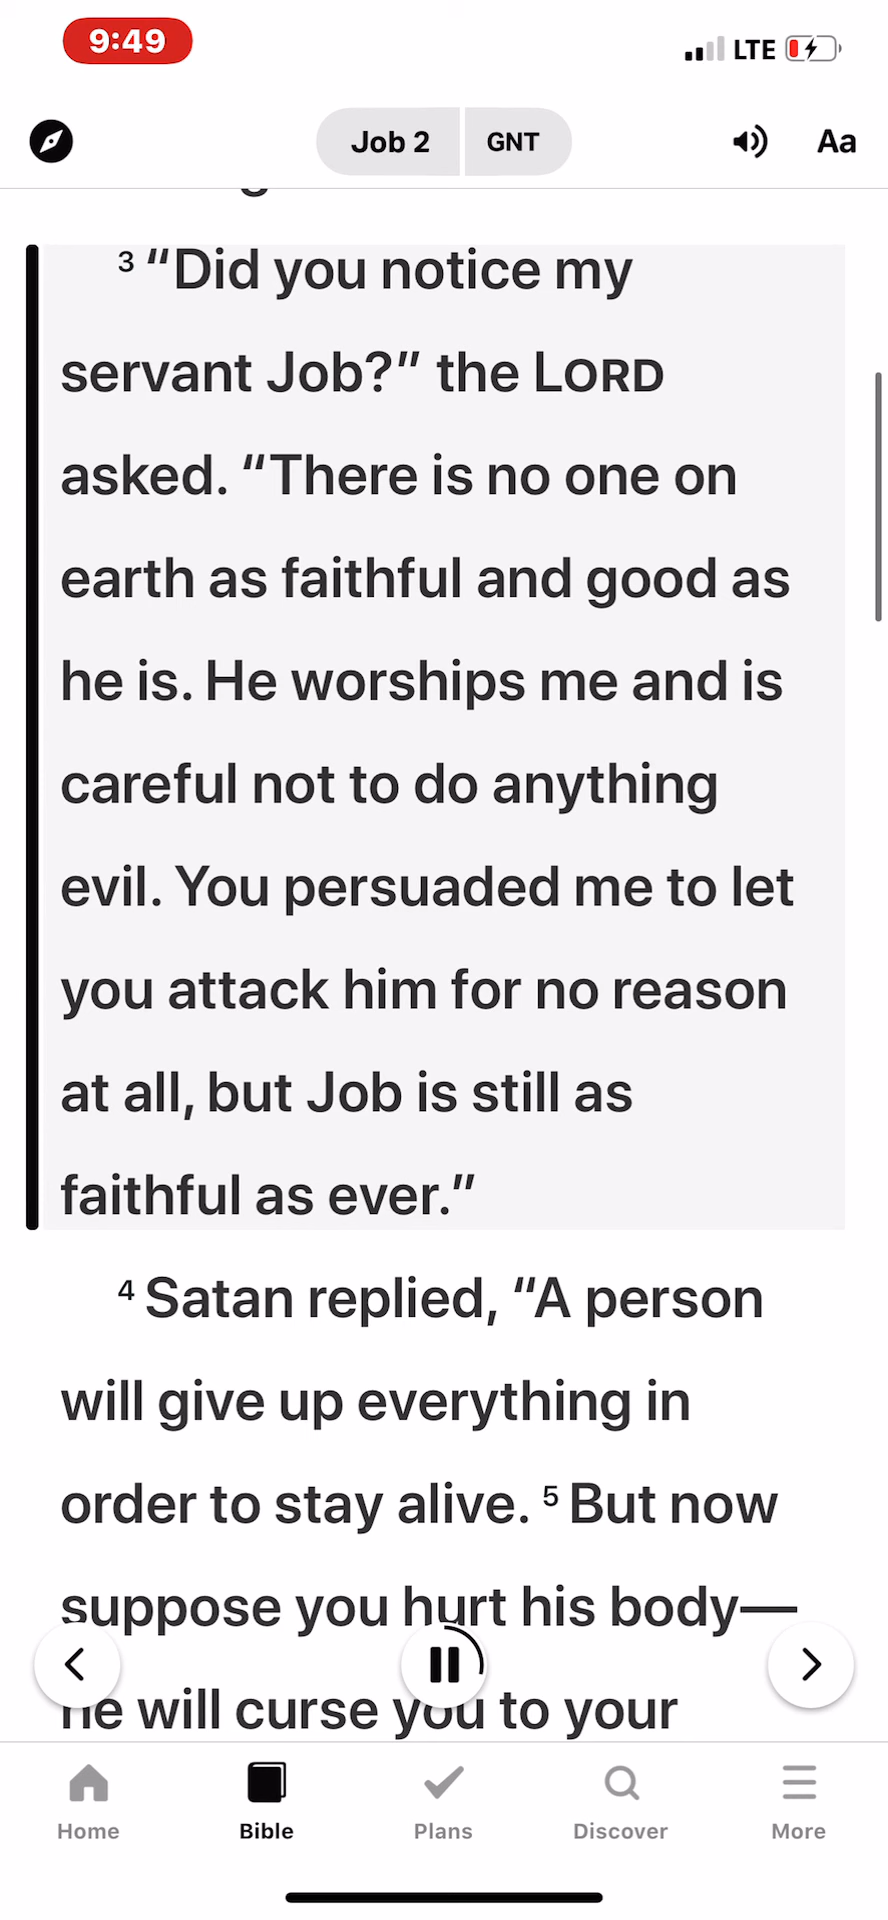 9:49
LTE
Job 2
GNT
Aa
3 “Did you notice my
servant Job?” the LORD
asked. “There is no one on
earth as faithful and good as
he is. He worships me and is
careful not to do anything
evil. You persuaded me to let
you attack him for no reason
at all, but Job is still as
faithful as ever.”
4 Satan replied, “A person
will give up everything in
order to stay alive. 5 But now
suppose you hurt his body—
he will curse you to your
Home
Bible
Plans
Discover
More